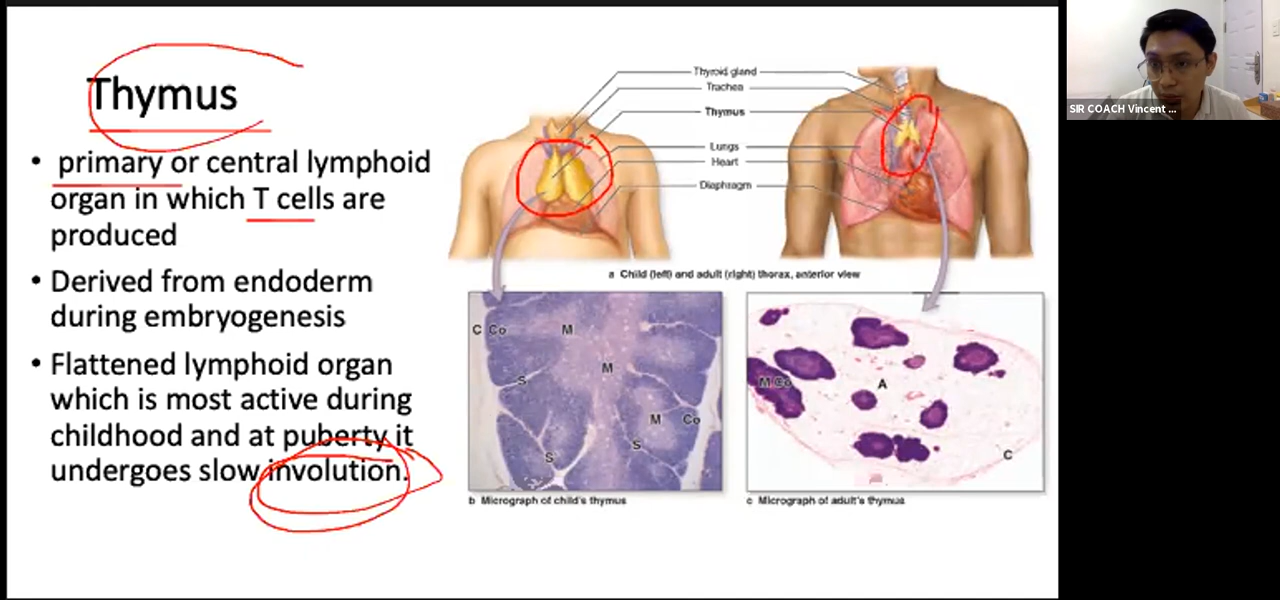 Thymus
• primary or central lymphoid
organ in which T cells are
produced
• Derived from endoderm
during embryogenesis
• Flattened lymphoid organ
which is most active during
childhood and at puberty it
undergoes slow involution.
Thyroid gland
Trachea
Thymus
Lungs
Heart
Diaphragm
a Child (left) and adult (right) thorax, anterior view
C Co M
M
S
M Co
S
S
b Micrograph of child's thymus
M Co A
C
c Micrograph of adult's thymus
SIR COACH Vincent ...